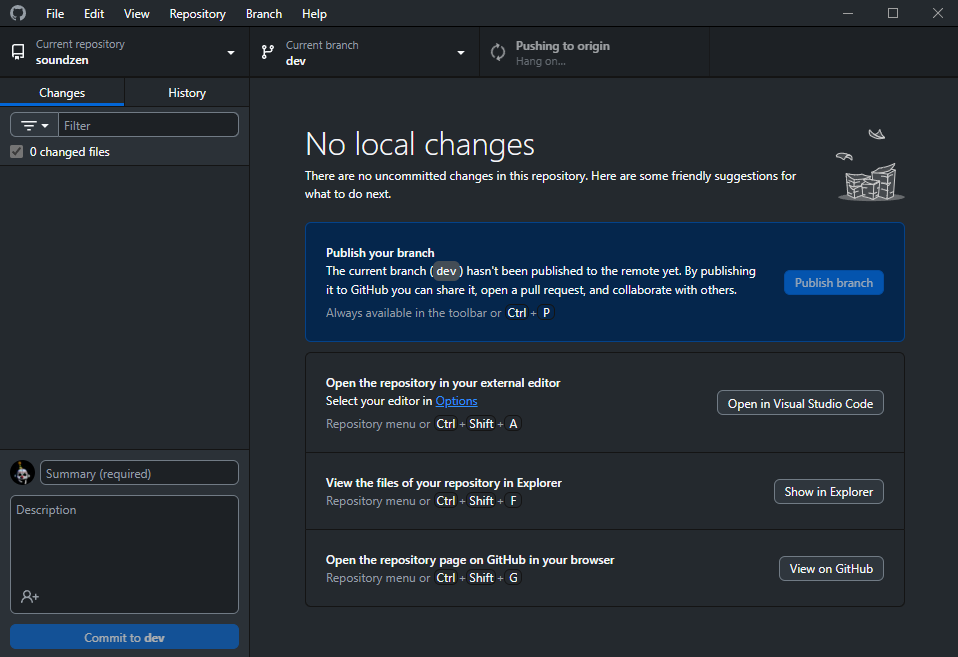 File Edit View Repository Branch Help
Current repository
soundzen
Current branch
dev
Pushing to origin
Hang on...
Changes
History
Filter
0 changed files
No local changes
There are no uncommitted changes in this repository. Here are some friendly suggestions for
what to do next.
Publish your branch
The current branch (dev) hasn't been published to the remote yet. By publishing
it to GitHub you can share it, open a pull request, and collaborate with others.
Always available in the toolbar or Ctrl + P
Publish branch
Open the repository in your external editor
Select your editor in Options
Repository menu or Ctrl + Shift + A
Open in Visual Studio Code
View the files of your repository in Explorer
Repository menu or Ctrl + Shift + F
Show in Explorer
Open the repository page on GitHub in your browser
Repository menu or Ctrl + Shift + G
View on GitHub
Summary (required)
Description
Commit to dev